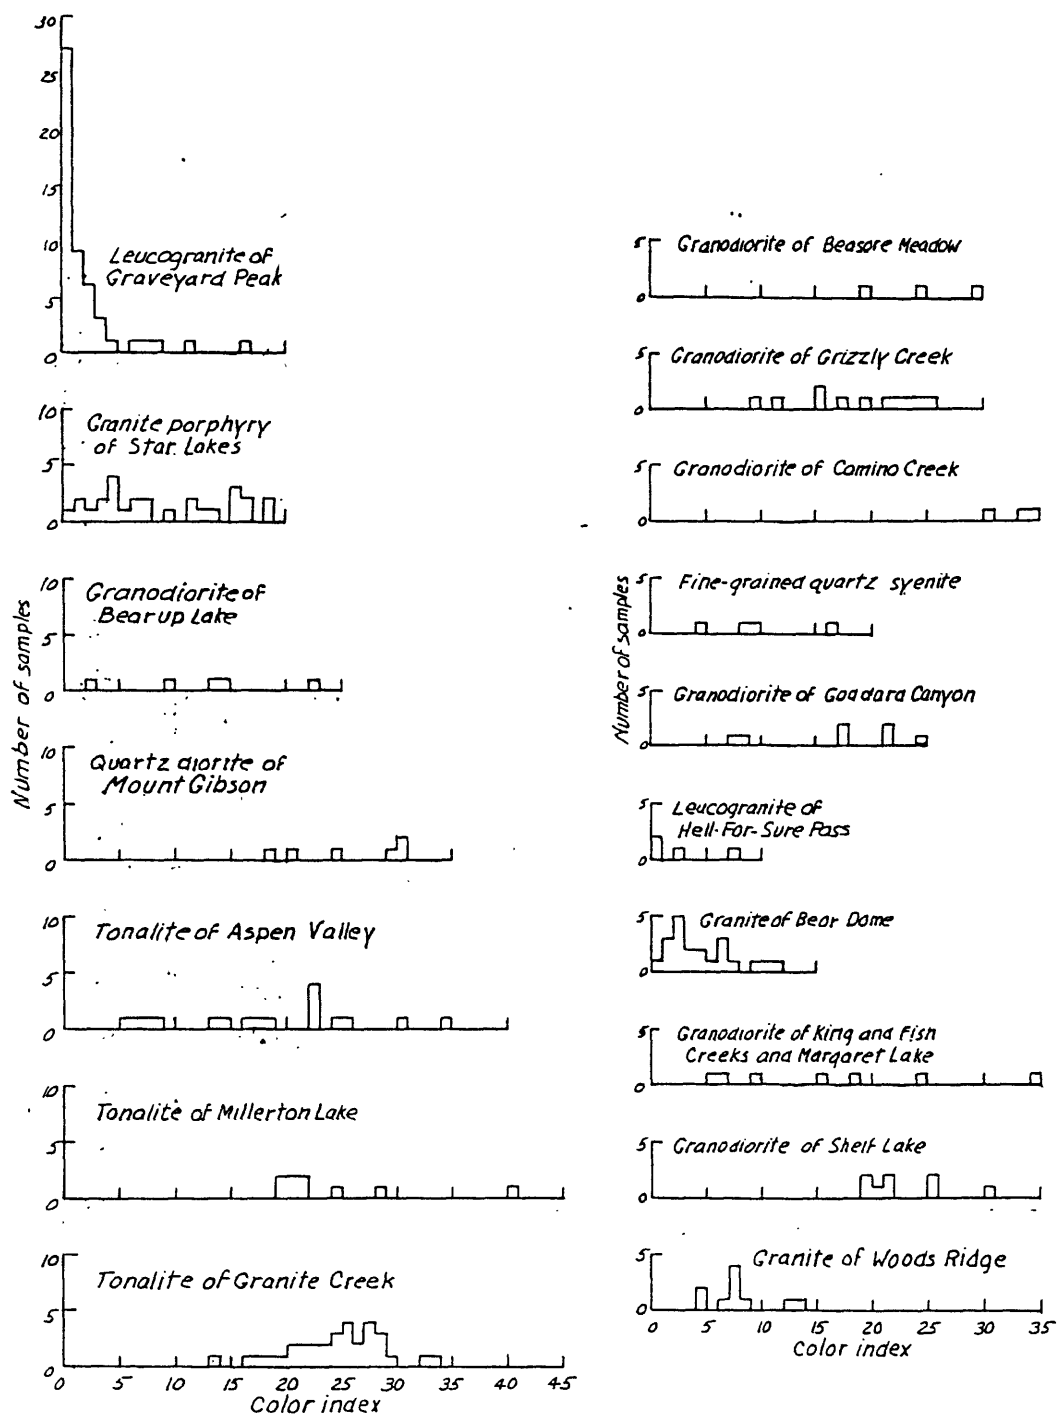 30
25
20
15
10
5
0
Leucogranite of
Graveyard Peak
10
5
0
Granite porphyry
of Star Lakes
10
5
0
Granodiorite of
Bearup Lake
10
5
0
Quartz diorite of
Mount Gibson
10
5
0
Tonalite of Aspen Valley
10
5
0
Tonalite of Millerton Lake
10
5
0
Tonalite of Granite Creek
0 5 10 15 20 25 30 35 40 45
Color index
Number of samples
5
0
Granodiorite of Beasore Meadow
5
0
Granodiorite of Grizzly Creek
5
0
Granodiorite of Camino Creek
5
0
Fine-grained quartz syenite
5
0
Granodiorite of Goddard Canyon
5
0
Leucogranite of
Hell-For-Sure Pass
5
0
Granite of Bear Dome
5
0
Granodiorite of King and Fish
Creeks and Margaret Lake
5
0
Granodiorite of Shelf Lake
5
0
Granite of Woods Ridge
0 5 10 15 20 25 30 35
Color index
Number of samples